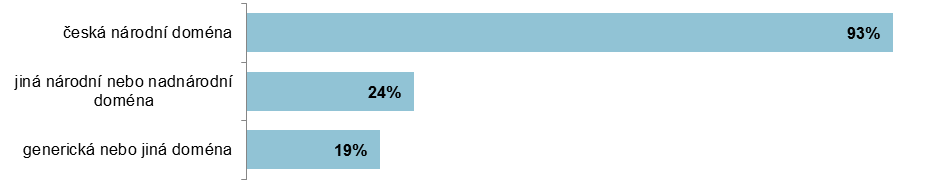 česká národní doména
93%
jiná národní nebo nadnárodní
doména
24%
generická nebo jiná doména
19%